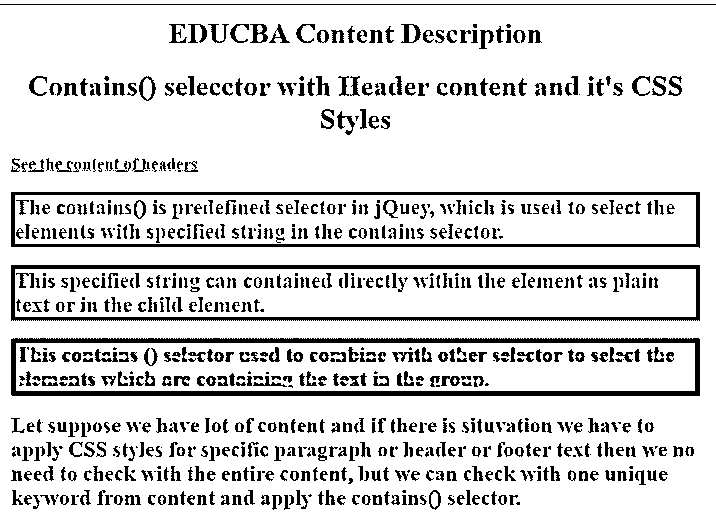 EDUCBA Content Description
Contains() selecctor with Header content and it's CSS
Styles
See the content of headers
The contains() is predefined selector in jQuey, which is used to select the
elements with specified string in the contains selector.
This specified string can contained directly within the element as plain
text or in the child element.
This contains () selector used to combine with other selector to select the
elements which are containing the text in the group.
Let suppose we have lot of content and if there is situvation we have to
apply CSS styles for specific paragraph or header or footer text then we no
need to check with the entire content, but we can check with one unique
keyword from content and apply the contains() selector.